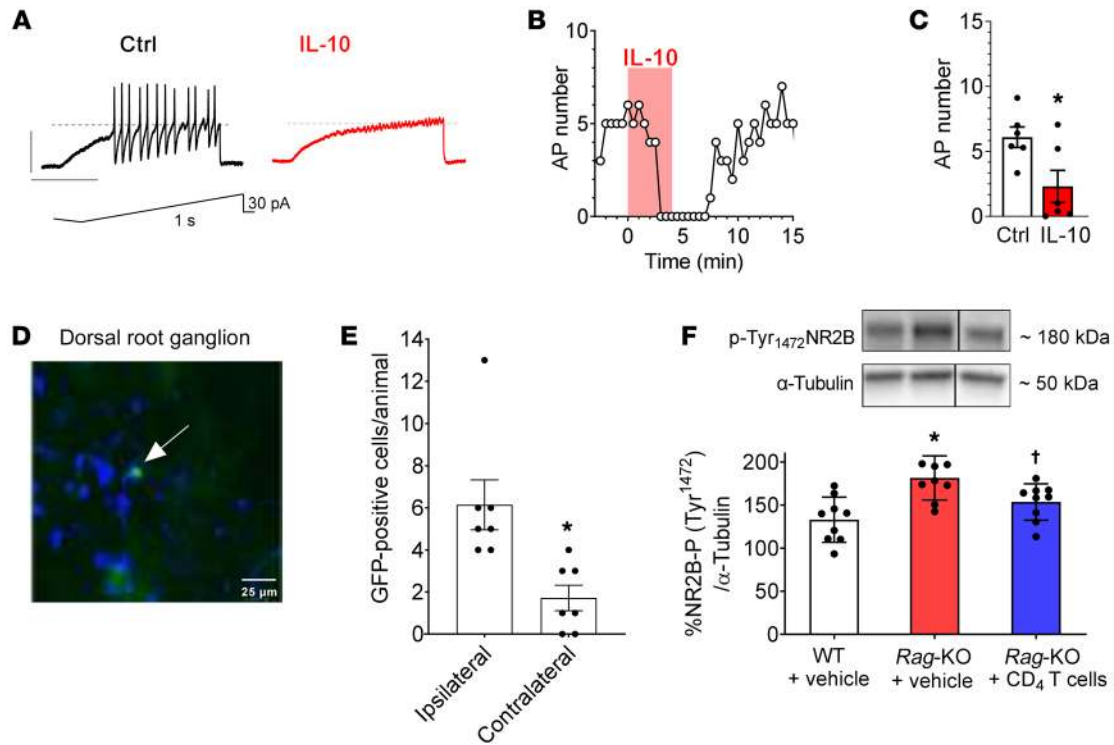 A
Ctrl
IL-10
1 s
30 pA
B
IL-10
AP number
10
5
0
0
5
10
15
Time (min)
C
*
AP number
15
10
5
0
Ctrl
IL-10
D
Dorsal root ganglion
25 µm
E
GFP-positive cells/animal
14
12
10
8
6
4
2
0
*
Ipsilateral
Contralateral
F
p-Tyr₁₄₇₂NR2B
~ 180 kDa
α-Tubulin
~ 50 kDa
%NR2B-P (Tyr¹⁴⁷²)
/α-Tubulin
200
150
100
50
0
*
†
WT
+ vehicle
Rag-KO
+ vehicle
Rag-KO
+ CD₄ T cells